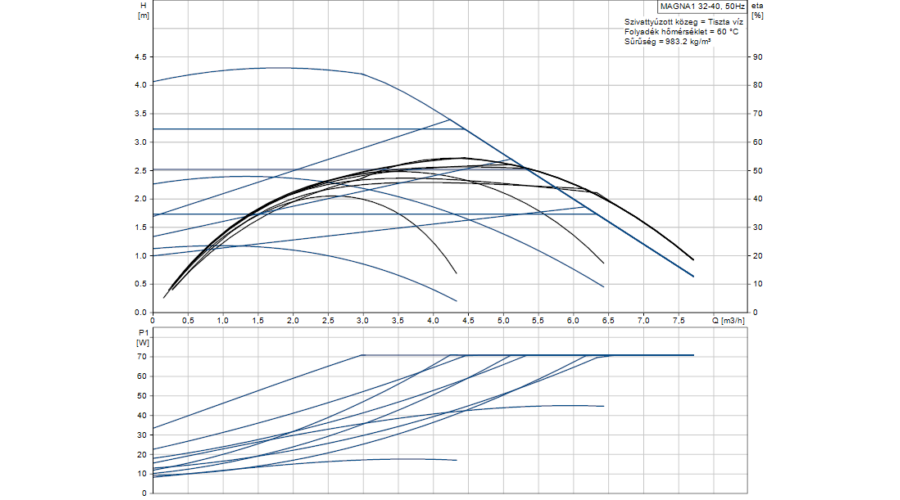 H
[m]
MAGNA1 32-40, 50Hz
eta
[%]
Szivattyúzott közeg = Tiszta víz
Folyadék hőmérséklet = 60 °C
Sűrűség = 983.2 kg/m³
4.5
90
4.0
80
3.5
70
3.0
60
2.5
50
2.0
40
1.5
30
1.0
20
0.5
10
0.0
0
0 0.5 1.0 1.5 2.0 2.5 3.0 3.5 4.0 4.5 5.0 5.5 6.0 6.5 7.0 7.5 Q [m3/h]
P1
[W]
70
60
50
40
30
20
10
0